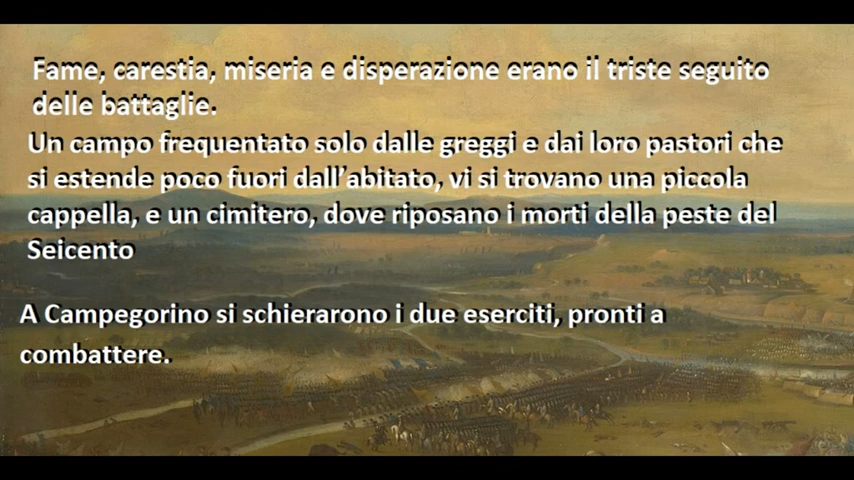 Fame, carestia, miseria e disperazione erano il triste seguito
delle battaglie.
Un campo frequentato solo dalle greggi e dai loro pastori che
si estende poco fuori dall’abitato, vi si trovano una piccola
cappella, e un cimitero, dove riposano i morti della peste del
Seicento
A Campegorino si schierarono i due eserciti, pronti a
combattere.